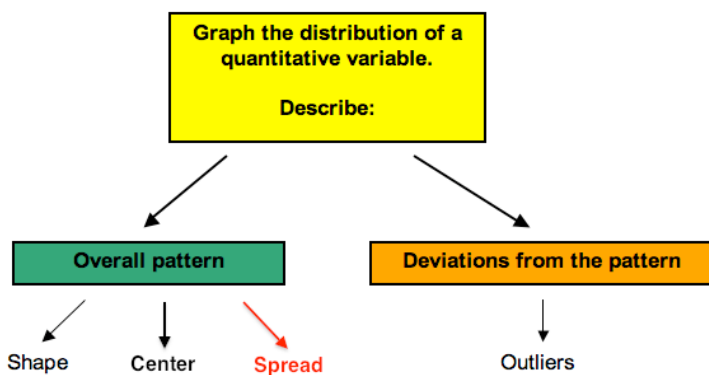 Graph the distribution of a
quantitative variable.
Describe:
Overall pattern
Deviations from the pattern
Shape
Center
Spread
Outliers